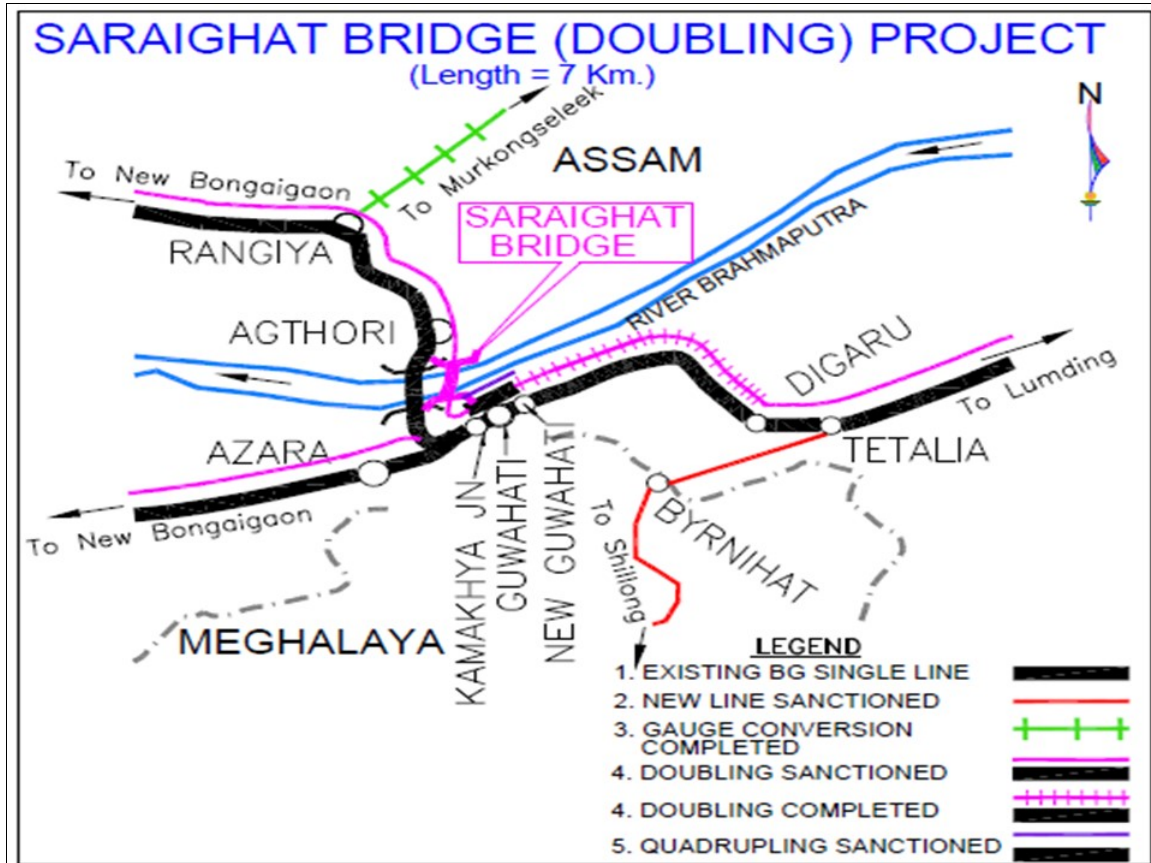 SARAIGHAT BRIDGE (DOUBLING) PROJECT
(Length = 7 Km.)
N
To Murkongseleek
ASSAM
To New Bongaigaon
SARAIGHAT
BRIDGE
RANGIYA
RIVER BRAHMAPUTRA
AGTHORI
DIGARU
To Lumding
AZARA
TETALIA
To New Bongaigaon
KAMAKHYA JN
GUWAHATI
NEW GUWAHATI
To Shillong
BYRNIHAT
MEGHALAYA
LEGEND
1. EXISTING BG SINGLE LINE
2. NEW LINE SANCTIONED
3. GAUGE CONVERSION
COMPLETED
4. DOUBLING SANCTIONED
4. DOUBLING COMPLETED
5. QUADRUPLING SANCTIONED